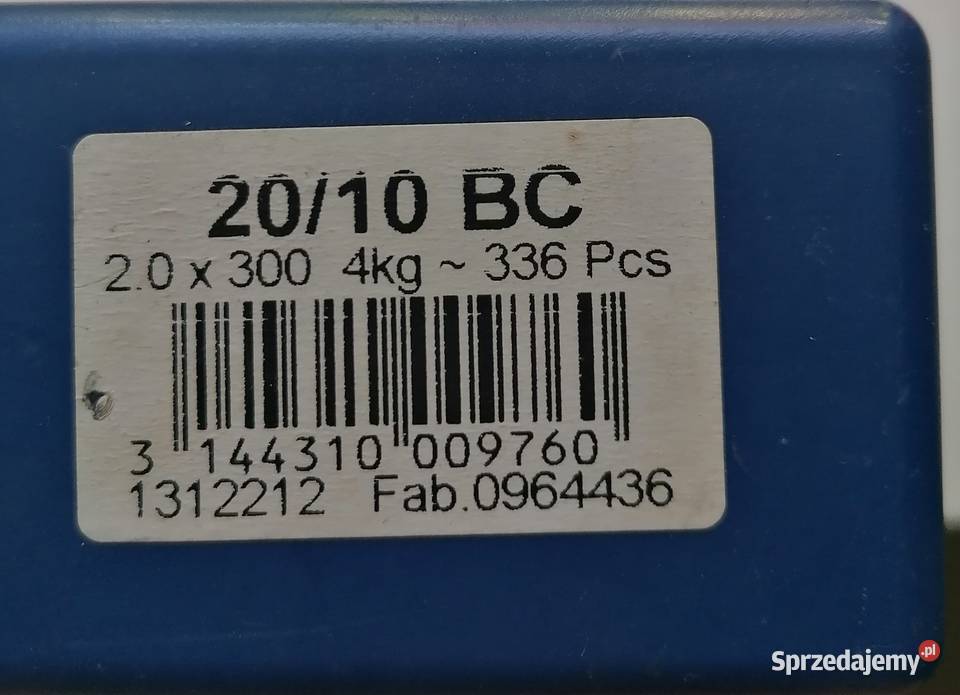 20/10 BC
2.0 x 300 4kg ~ 336 Pcs
3 144310 009760
1312212 Fab.0964436
Sprzedajemy.pl